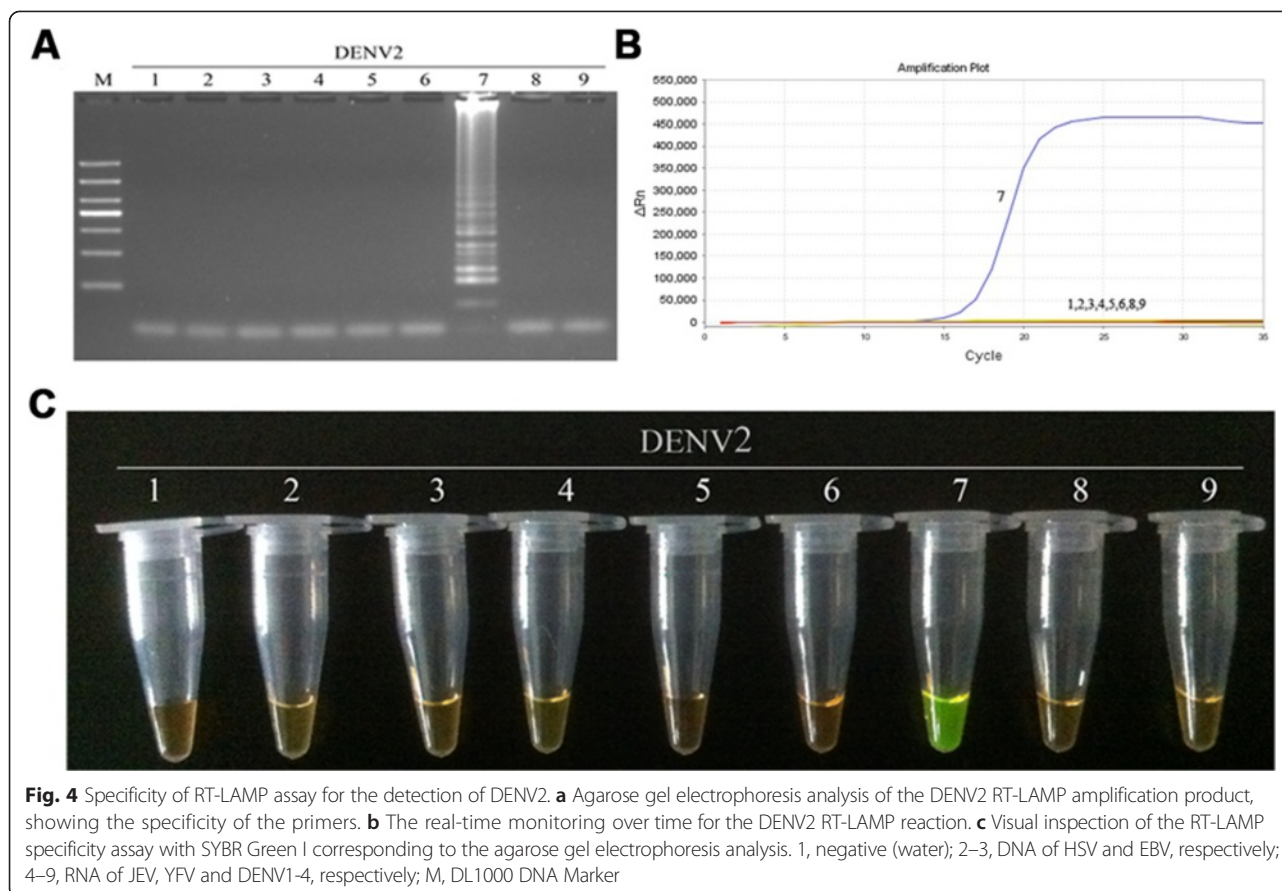 A
DENV2
M 1 2 3 4 5 6 7 8 9
B
Amplification Plot
550,000
500,000
450,000
400,000
350,000
300,000
250,000
200,000
150,000
100,000
50,000
0
ΔRn
7
1,2,3,4,5,6,8,9
0 5 10 15 20 25 30 35
Cycle
C
DENV2
1 2 3 4 5 6 7 8 9
Fig. 4 Specificity of RT-LAMP assay for the detection of DENV2. a Agarose gel electrophoresis analysis of the DENV2 RT-LAMP amplification product,
showing the specificity of the primers. b The real-time monitoring over time for the DENV2 RT-LAMP reaction. c Visual inspection of the RT-LAMP
specificity assay with SYBR Green I corresponding to the agarose gel electrophoresis analysis. 1, negative (water); 2–3, DNA of HSV and EBV, respectively;
4–9, RNA of JEV, YFV and DENV1-4, respectively; M, DL1000 DNA Marker